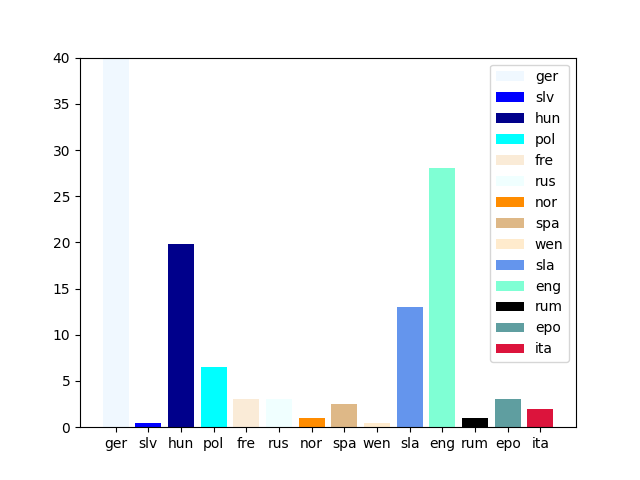 40
35
30
25
20
15
10
5
0
ger slv hun pol fre rus nor spa wen sla eng rum epo ita
ger
slv
hun
pol
fre
rus
nor
spa
wen
sla
eng
rum
epo
ita